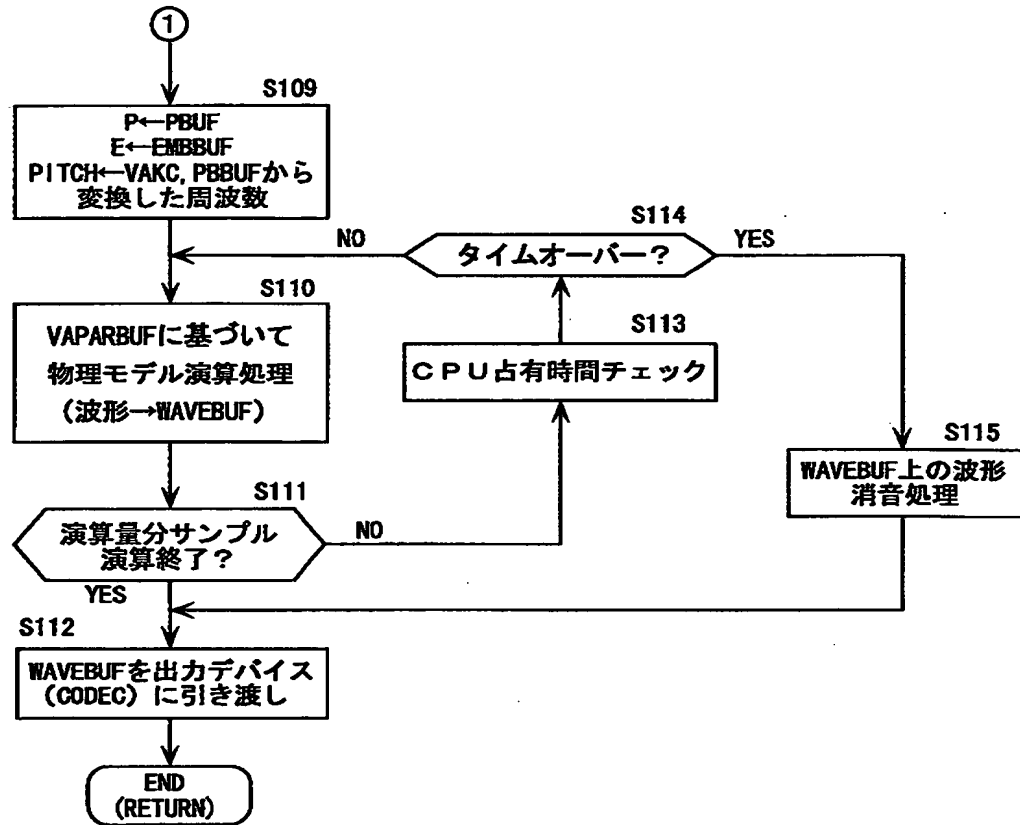 1
S109
P←PBUF
E←EMBBUF
PITCH←VAKC,PBBUFから
変換した周波数
S114
NO
タイムオーバー？
YES
S110
VAPARBUFに基づいて
物理モデル演算処理
(波形→WAVEBUF)
S113
ＣＰＵ占有時間チェック
S115
WAVEBUF上の波形
消音処理
S111
演算量分サンプル
演算終了？
NO
YES
S112
WAVEBUFを出力デバイス
(CODEC)に引き渡し
END
(RETURN)